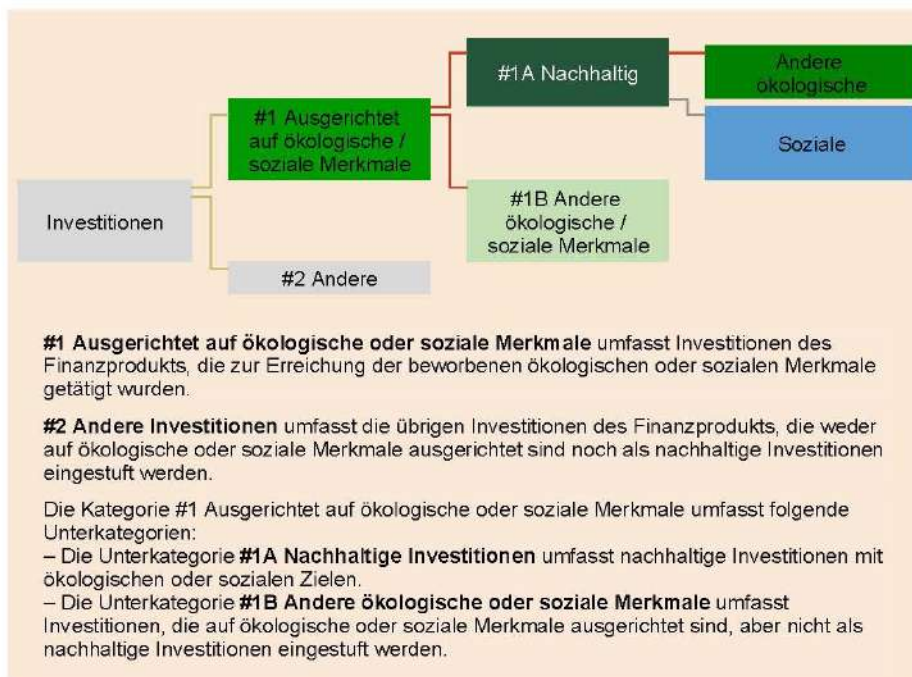 #1A Nachhaltig
Andere
ökologische
#1 Ausgerichtet
auf ökologische /
soziale Merkmale
Soziale
Investitionen
#1B Andere
ökologische /
soziale Merkmale
#2 Andere
#1 Ausgerichtet auf ökologische oder soziale Merkmale umfasst Investitionen des
Finanzprodukts, die zur Erreichung der beworbenen ökologischen oder sozialen Merkmale
getätigt wurden.
#2 Andere Investitionen umfasst die übrigen Investitionen des Finanzprodukts, die weder
auf ökologische oder soziale Merkmale ausgerichtet sind noch als nachhaltige Investitionen
eingestuft werden.
Die Kategorie #1 Ausgerichtet auf ökologische oder soziale Merkmale umfasst folgende
Unterkategorien:
– Die Unterkategorie #1A Nachhaltige Investitionen umfasst nachhaltige Investitionen mit
ökologischen oder sozialen Zielen.
– Die Unterkategorie #1B Andere ökologische oder soziale Merkmale umfasst
Investitionen, die auf ökologische oder soziale Merkmale ausgerichtet sind, aber nicht als
nachhaltige Investitionen eingestuft werden.